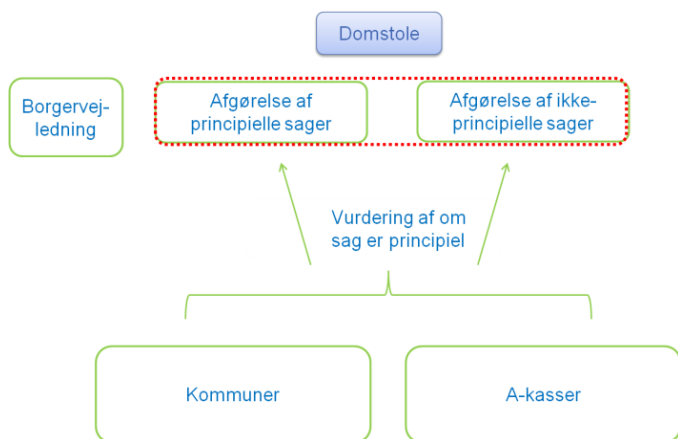 Domstole
Borgervej-
ledning
Afgørelse af
principielle sager
Afgørelse af ikke-
principielle sager
Vurdering af om
sag er principiel
Kommuner
A-kasser